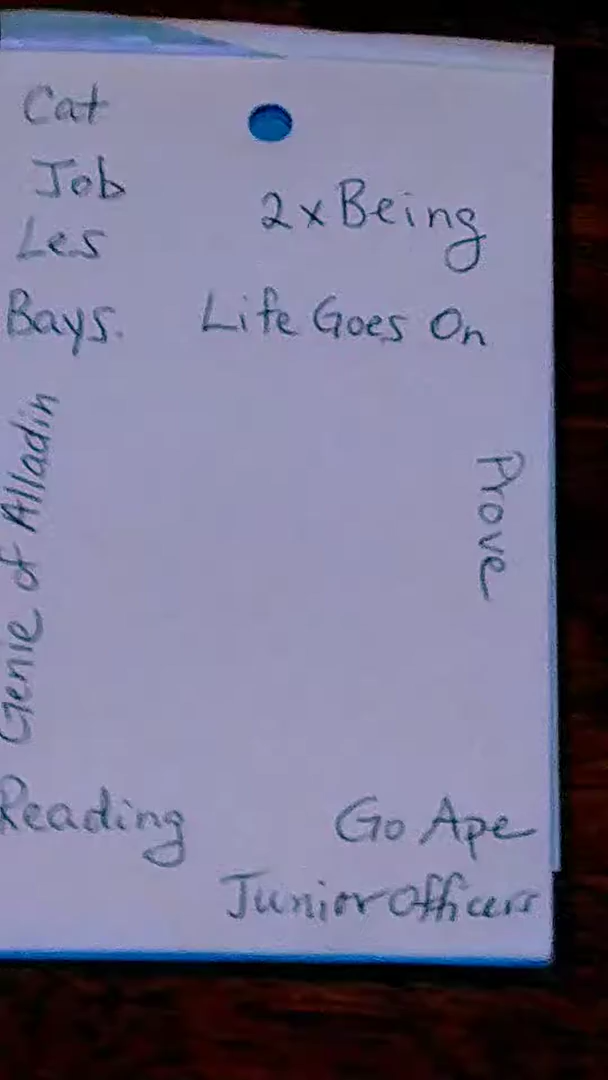 Cat
Job
2xBeing
Les
Bays.
Life Goes On
Genie of Alladin
Prove
Reading
Go Ape
Junior Officers